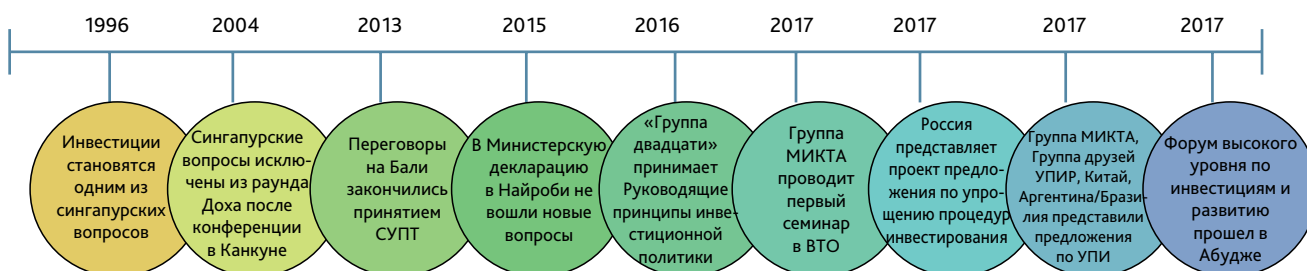 1996
2004
2013
2015
2016
2017
2017
2017
2017
Инвестиции
становятся
одним из
сингапурских
вопросов
Сингапурские
вопросы исклю-
чены из раунда
Доха после
конференции
в Канкуне
Переговоры
на Бали
закончились
принятием
СУПТ
В Министерскую
декларацию
в Найроби не
вошли новые
вопросы
«Группа
двадцати»
принимает
Руководящие
принципы инве-
стиционной
политики
Группа
МИКТА
проводит
первый
семинар
в ВТО
Россия
представляет
проект предло-
жения по упро-
щению процедур
инвестирования
Группа МИКТА,
Группа друзей
УПИР, Китай,
Аргентина/Брази-
лия представили
предложения
по УПИ
Форум высокого
уровня по
инвестициям и
развитию
прошел в
Абудже